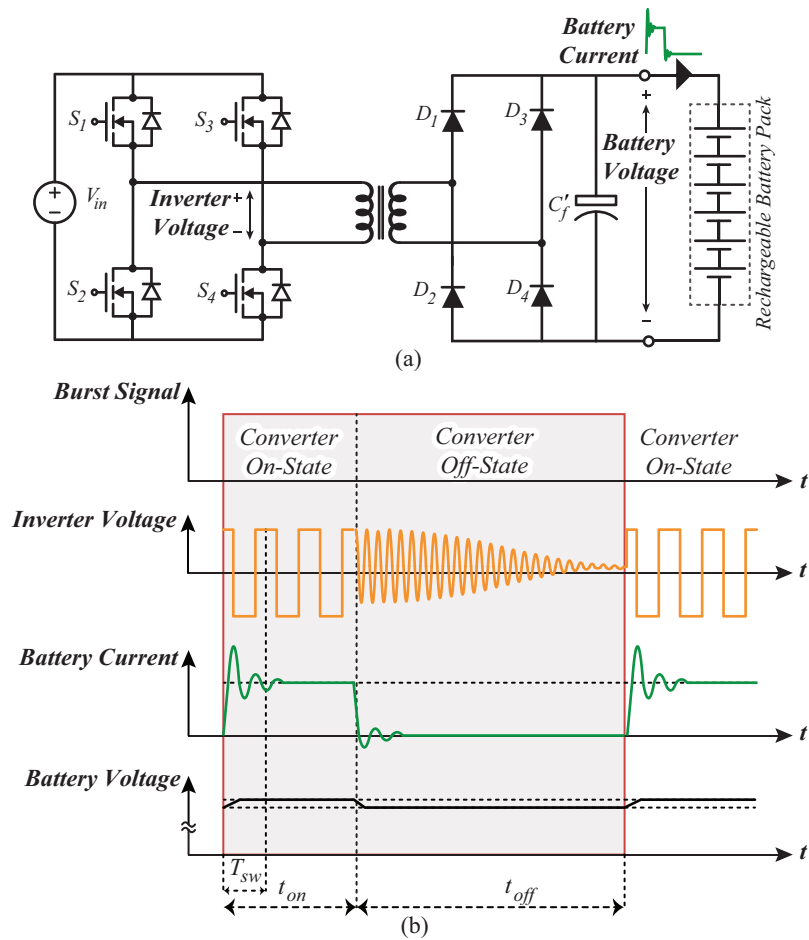 Battery
Current
S1
S3
D1
D3
+
Battery
Voltage
Vin
+
−
Inverter
Voltage
+
−
C′f
Rechargeable Battery Pack
S2
S4
D2
D4
−
(a)
Burst Signal
Converter
On-State
Converter
Off-State
Converter
On-State
t
Inverter Voltage
t
Battery Current
t
Battery Voltage
t
Tsw
ton
toff
(b)